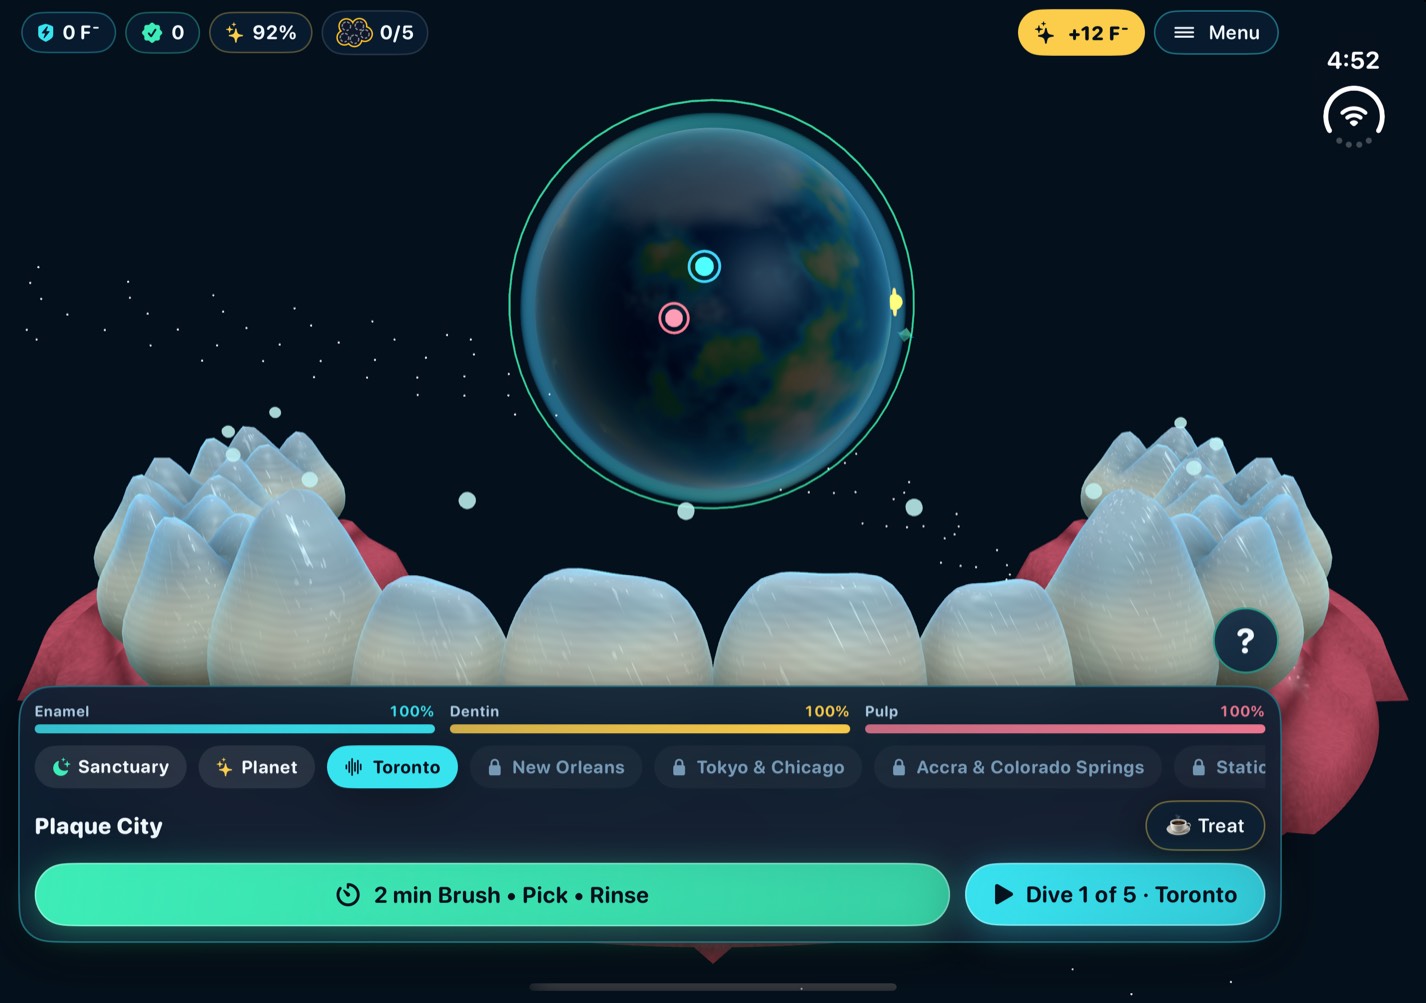 0 F⁻
0
92%
0/5
+12 F⁻
Menu
4:52
?
Enamel 100%
Dentin 100%
Pulp 100%
Sanctuary
Planet
Toronto
New Orleans
Tokyo & Chicago
Accra & Colorado Springs
Static
Plaque City
Treat
2 min Brush • Pick • Rinse
Dive 1 of 5 · Toronto